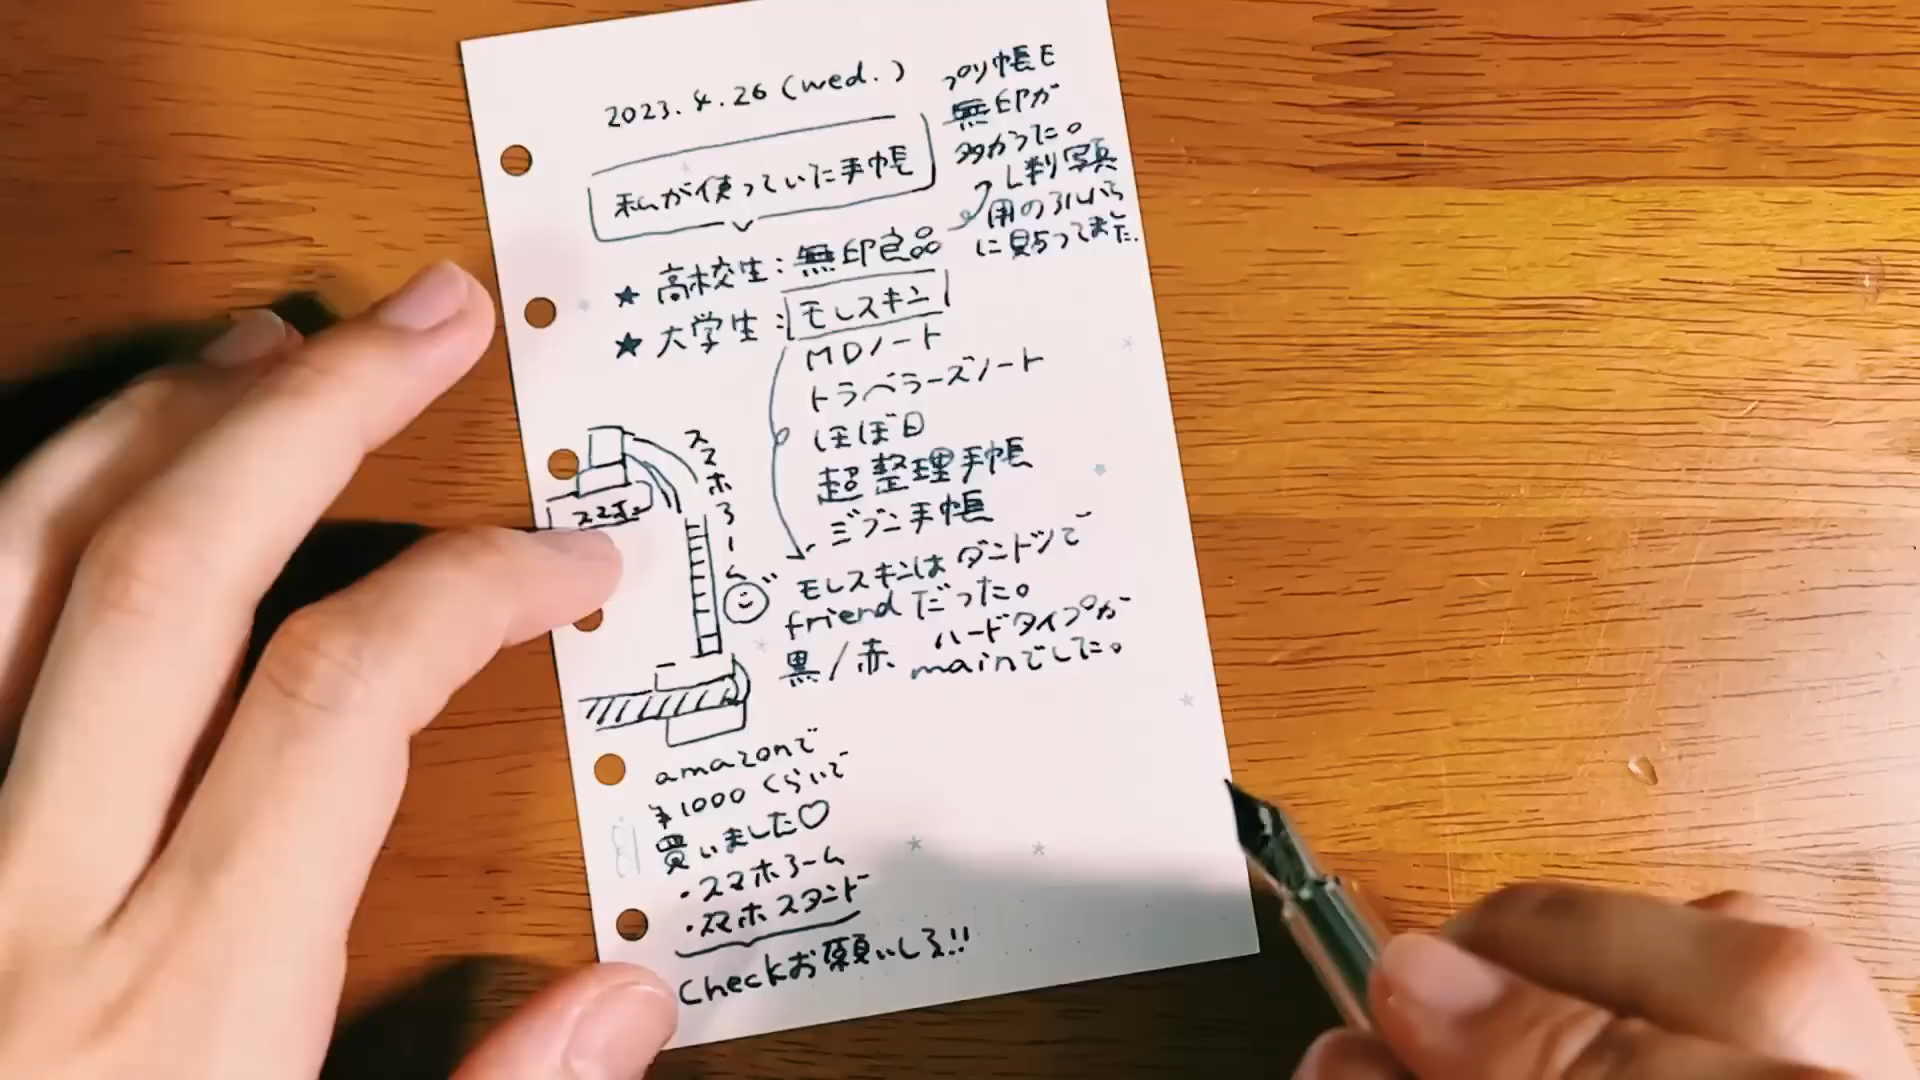 2023.4.26 (wed.)
私が使っていた手帳
プリ帳も
無印が
多かった。
L判写真
用のアルバム
に貼ってました。
★ 高校生：無印良品
★ 大学生：モレスキン
MDノート
トラベラーズノート
ほぼ日
超整理手帳
ジブン手帳
モレスキンはダントツで
friendだった。
黒/赤 ハードタイプが
mainでした。
スマホアーム
スマホ
amazonで
¥1000くらいで
買いました♡
・スマホアーム
・スマホスタンド
Checkお願いしる!!